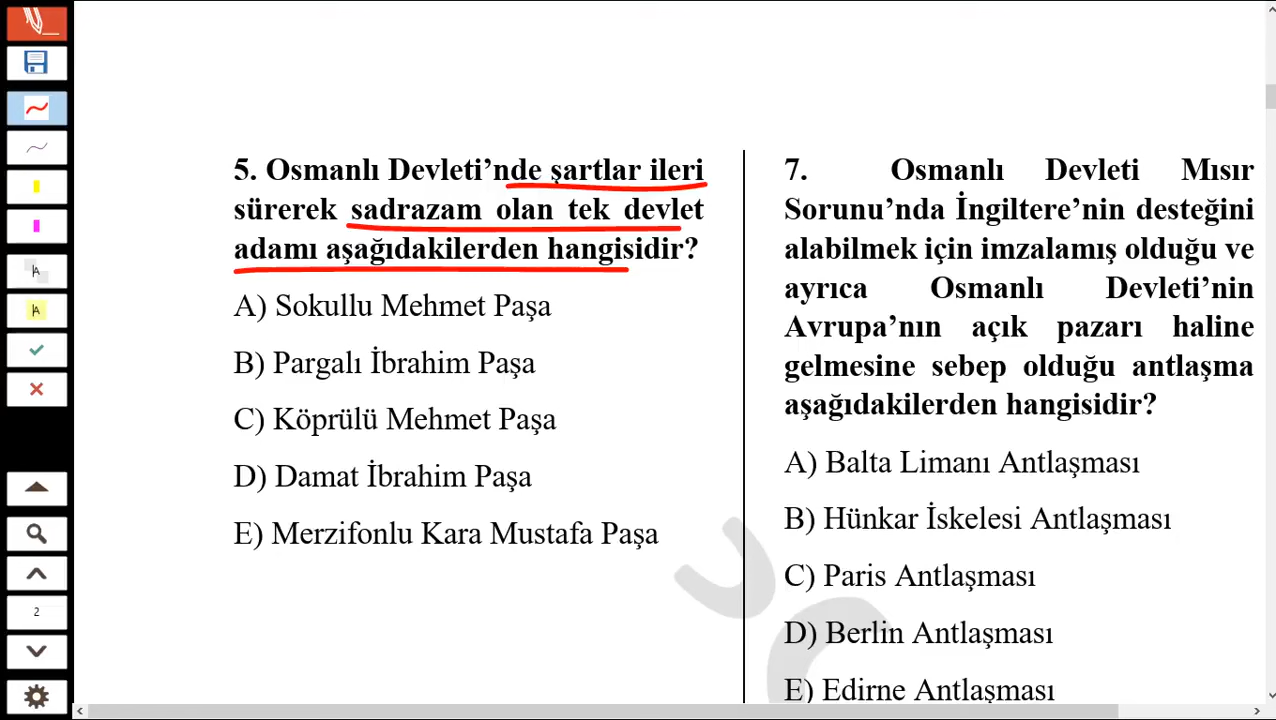 5. Osmanlı Devleti’nde şartlar ileri
sürerek sadrazam olan tek devlet
adamı aşağıdakilerden hangisidir?
A) Sokullu Mehmet Paşa
B) Pargalı İbrahim Paşa
C) Köprülü Mehmet Paşa
D) Damat İbrahim Paşa
E) Merzifonlu Kara Mustafa Paşa
7. Osmanlı Devleti Mısır
Sorunu’nda İngiltere’nin desteğini
alabilmek için imzalamış olduğu ve
ayrıca Osmanlı Devleti’nin
Avrupa’nın açık pazarı haline
gelmesine sebep olduğu antlaşma
aşağıdakilerden hangisidir?
A) Balta Limanı Antlaşması
B) Hünkar İskelesi Antlaşması
C) Paris Antlaşması
D) Berlin Antlaşması
E) Edirne Antlaşması
A
A
2